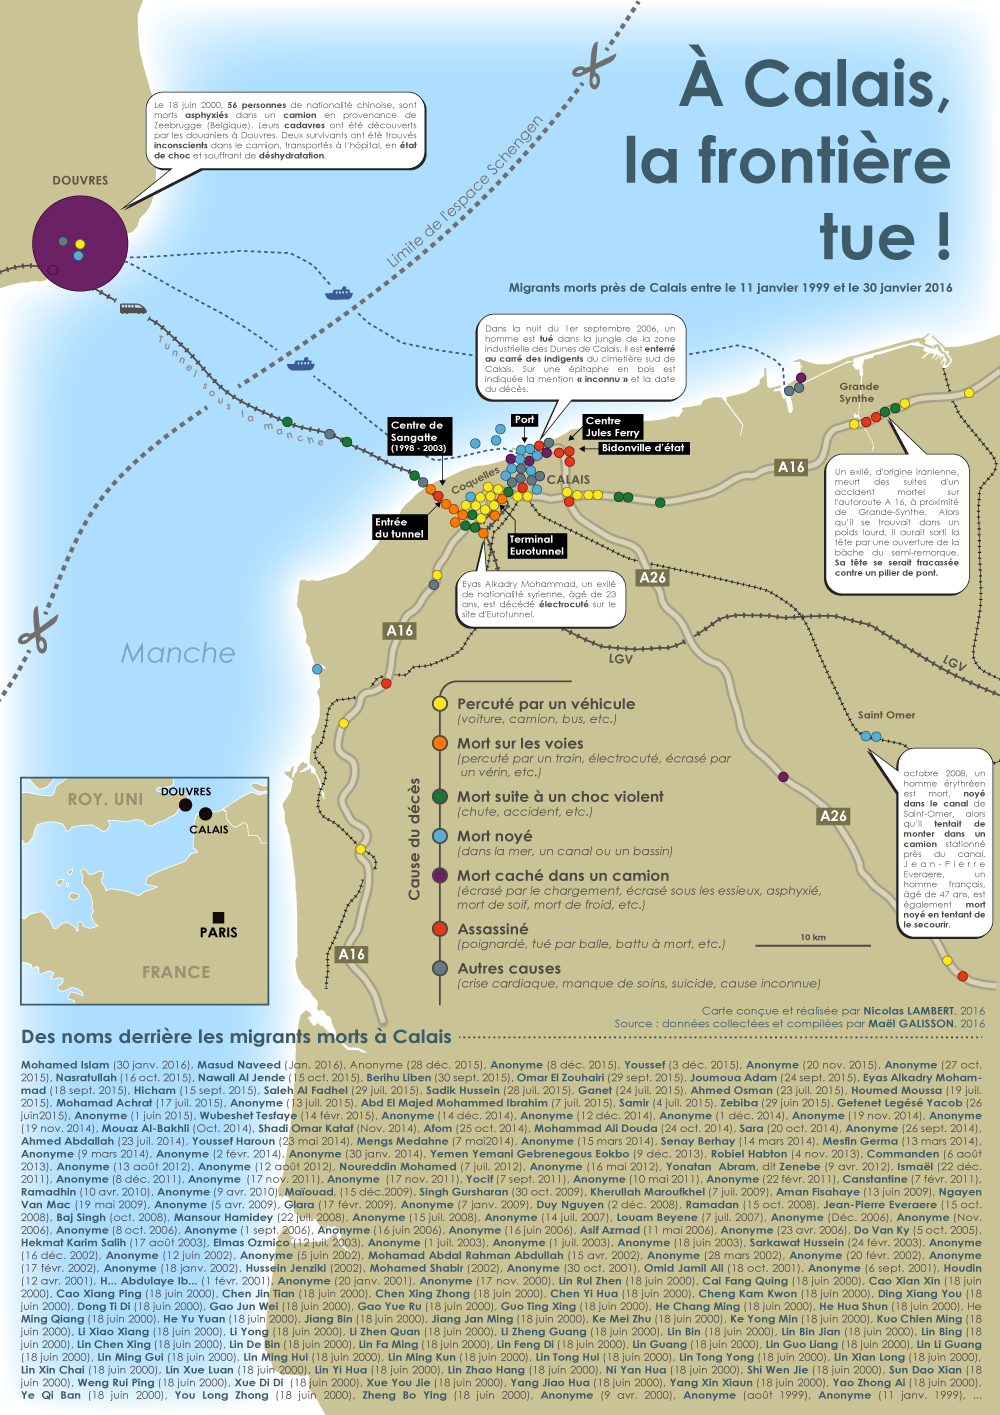 À Calais,
la frontière
tue !
Migrants morts près de Calais entre le 11 janvier 1999 et le 30 janvier 2016
Le 18 juin 2000, 56 personnes de nationalité chinoise, sont
morts asphyxiés dans un camion en provenance de
Zeebrugge (Belgique). Leurs cadavres ont été découverts
par les douaniers à Douvres. Deux survivants ont été trouvés
inconscients dans le camion, transportés à l'hôpital, en état
de choc et souffrant de déshydratation.
DOUVRES
Limite de l'espace Schengen
Tunnel sous la manche
Dans la nuit du 1er septembre 2006, un
homme est tué dans la jungle de la zone
industrielle des Dunes de Calais. Il est enterré
au carré des indigents du cimetière sud de
Calais. Sur une épitaphe en bois est
indiquée la mention « inconnu » et la date
du décès.
Grande
Synthe
Centre de
Sangatte
(1998 - 2003)
Port
Centre
Jules Ferry
Bidonville d'état
Coquelles
CALAIS
A16
Entrée
du tunnel
Terminal
Eurotunnel
Un exilé, d'origine iranienne,
meurt des suites d'un
accident mortel sur
l'autoroute A 16, à proximité
de Grande-Synthe. Alors
qu'il se trouvait dans un
poids lourd, il aurait sorti la
tête par une ouverture de la
bâche du semi-remorque.
Sa tête se serait fracassée
contre un pilier de pont.
Eyas Alkadry Mohammad, un exilé
de nationalité syrienne, âgé de 23
ans, est décédé électrocuté sur le
site d'Eurotunnel.
A26
A16
Manche
LGV
LGV
Saint Omer
octobre 2008, un
homme érythréen
est mort, noyé
dans le canal de
Saint-Omer, alors
qu'il tentait de
monter dans un
camion stationné
près du canal.
Jean-Pierre
Everaere, un
homme français,
âgé de 47 ans, est
également mort
noyé en tentant de
le secourir.
Cause du décès
Percuté par un véhicule
(voiture, camion, bus, etc.)
Mort sur les voies
(percuté par un train, électrocuté, écrasé par
un vérin, etc.)
Mort suite à un choc violent
(chute, accident, etc.)
Mort noyé
(dans la mer, un canal ou un bassin)
Mort caché dans un camion
(écrasé par le chargement, écrasé sous les essieux, asphyxié,
mort de soif, mort de froid, etc.)
Assassiné
(poignardé, tué par balle, battu à mort, etc.)
Autres causes
(crise cardiaque, manque de soins, suicide, cause inconnue)
A26
10 km
A16
ROY. UNI
DOUVRES
CALAIS
PARIS
FRANCE
Carte conçue et réalisée par Nicolas LAMBERT, 2016
Source : données collectées et compilées par Maël GALISSON, 2016
Des noms derrière les migrants morts à Calais
Mohamed Islam (30 janv. 2016), Masud Naveed (Jan. 2016), Anonyme (28 déc. 2015), Anonyme (8 déc. 2015), Youssef (3 déc. 2015), Anonyme (20 nov. 2015), Anonyme (27 oct.
2015), Nasratullah (16 oct. 2015), Nawall Al Jende (15 oct. 2015), Berihu Liben (30 sept. 2015), Omar El Zouhairi (29 sept. 2015), Joumoua Adam (24 sept. 2015), Eyas Alkadry Moham-
mad (18 sept. 2015), Hicham (15 sept. 2015), Saleh Al Fadhel (29 juil. 2015), Sadik Hussein (28 juil. 2015), Ganet (24 juil. 2015), Ahmed Osman (23 juil. 2015), Houmed Moussa (19 juil.
2015), Mohamad Achrat (17 juil. 2015), Anonyme (13 juil. 2015), Abd El Majed Mohammed Ibrahim (7 juil. 2015), Samir (4 juil. 2015), Zebiba (29 juin 2015), Getenet Legésé Yacob (26
juin2015), Anonyme (1 juin 2015), Wubeshet Tesfaye (14 févr. 2015), Anonyme (14 déc. 2014), Anonyme (12 déc. 2014), Anonyme (1 déc. 2014), Anonyme (19 nov. 2014), Anonyme
(19 nov. 2014), Mouaz Al-Bakhli (Oct. 2014), Shadi Omar Kataf (Nov. 2014), Afom (25 oct. 2014), Mohammad Ali Douda (24 oct. 2014), Sara (20 oct. 2014), Anonyme (26 sept. 2014),
Ahmed Abdallah (23 juil. 2014), Youssef Haroun (23 mai 2014), Mengs Medahne (7 mai2014), Anonyme (15 mars 2014), Senay Berhay (14 mars 2014), Mesfin Germa (13 mars 2014),
Anonyme (9 mars 2014), Anonyme (2 févr. 2014), Anonyme (30 janv. 2014), Yemen Yemani Gebrenegous Eokbo (9 déc. 2013), Robiel Habton (4 nov. 2013), Commanden (6 août
2013), Anonyme (13 août 2012), Anonyme (12 août 2012), Noureddin Mohamed (7 juil. 2012), Anonyme (16 mai 2012), Yonatan Abram, dit Zenebe (9 avr. 2012), Ismaël (22 déc.
2011), Anonyme (8 déc. 2011), Anonyme (17 nov. 2011), Anonyme (17 nov. 2011), Yocif (7 sept. 2011), Anonyme (10 mai 2011), Anonyme (22 févr. 2011), Canstantine (7 févr. 2011),
Ramadhin (10 avr. 2010), Anonyme (9 avr. 2010), Maïouad, (15 déc.2009), Singh Gursharan (30 oct. 2009), Kherullah Maroufkhel (7 juil. 2009), Aman Fisahaye (13 juin 2009), Ngayen
Van Mac (19 mai 2009), Anonyme (5 avr. 2009), Glara (17 févr. 2009), Anonyme (7 janv. 2009), Duy Nguyen (2 déc. 2008), Ramadan (15 oct. 2008), Jean-Pierre Everaere (15 oct.
2008), Baj Singh (oct. 2008), Mansour Hamidey (22 juil. 2008), Anonyme (15 juil. 2008), Anonyme (14 juil. 2007), Louam Beyene (7 juil. 2007), Anonyme (Déc. 2006), Anonyme (Nov.
2006), Anonyme (8 oct. 2006), Anonyme (1 sept. 2006), Anonyme (16 juin 2006), Anonyme (16 juin 2006), Asif Azmad (11 mai 2006), Anonyme (23 avr. 2006), Do Van Ky (5 oct. 2005),
Hekmat Karim Salih (17 août 2003), Elmas Ozmico (12 juil. 2003), Anonyme (1 juil. 2003), Anonyme (18 juin 2003), Sarkawat Hussein (24 févr. 2003), Anonyme
(16 déc. 2002), Anonyme (12 juin 2002), Anonyme (5 juin 2002), Mohamad Abdal Rahman Abdullah (15 avr. 2002), Anonyme (28 mars 2002), Anonyme (20 févr. 2002), Anonyme
(17 févr. 2002), Anonyme (18 janv. 2002), Hussein Jenziki (2002), Mohamed Shabir (2002), Anonyme (30 oct. 2001), Omid Jamil Ali (18 oct. 2001), Anonyme (6 sept. 2001), Houdin
(12 avr. 2001), H... Abdulaye Ib... (1 févr. 2001), Anonyme (20 janv. 2001), Anonyme (17 nov. 2000), Lin Rul Zhen (18 juin 2000), Cai Fang Quing (18 juin 2000), Cao Xian Xin (18 juin
2000), Cao Xiang Ping (18 juin 2000), Chen Jin Tian (18 juin 2000), Chen Xing Zhong (18 juin 2000), Chen Yi Hua (18 juin 2000), Cheng Kam Kwon (18 juin 2000), Ding Xiang You (18
juin 2000), Dong Ti Di (18 juin 2000), Gao Jun Wei (18 juin 2000), Gao Yue Ru (18 juin 2000), Guo Ting Xing (18 juin 2000), He Chang Ming (18 juin 2000), He Hua Shun (18 juin 2000), He
Ming Qiang (18 juin 2000), He Yu Yuan (18 juin 2000), Jiang Bin (18 juin 2000), Jiang Jan Ming (18 juin 2000), Ke Mei Zhu (18 juin 2000), Ke Yong Min (18 juin 2000), Kuo Chien Ming (18
juin 2000), Li Xiao Xiang (18 juin 2000), Li Yong (18 juin 2000), Li Zhen Quan (18 juin 2000), Li Zheng Guang (18 juin 2000), Lin Bin (18 juin 2000), Lin Bin Jian (18 juin 2000), Lin Bing (18
juin 2000), Lin Chen Xing (18 juin 2000), Lin De Bin (18 juin 2000), Lin Fa Ming (18 juin 2000), Lin Feng Di (18 juin 2000), Lin Guang (18 juin 2000), Lin Guo Liang (18 juin 2000), Lin Li Guang
(18 juin 2000), Lin Ming Gui (18 juin 2000), Lin Ming Hui (18 juin 2000), Lin Ming Kun (18 juin 2000), Lin Tong Hui (18 juin 2000), Lin Tong Yong (18 juin 2000), Lin Xian Long (18 juin 2000),
Lin Xin Chai (18 juin 2000), Lin Xue Luan (18 juin 2000), Lin Yi Hua (18 juin 2000), Lin Zhao Hang (18 juin 2000), Ni Yan Hua (18 juin 2000), Shi Wen Jie (18 juin 2000), Sun Dao Xian (18
juin 2000), Weng Rui Ping (18 juin 2000), Xue Di Di (18 juin 2000), Xue You Jie (18 juin 2000), Yang Jiao Hua (18 juin 2000), Yang Xin Xiaun (18 juin 2000), Yao Zhong Ai (18 juin 2000),
Ye Qi Ban (18 juin 2000), You Long Zhong (18 juin 2000), Zheng Bo Ying (18 juin 2000), Anonyme (9 avr. 2000), Anonyme (août 1999), Anonyme (11 janv. 1999), ...